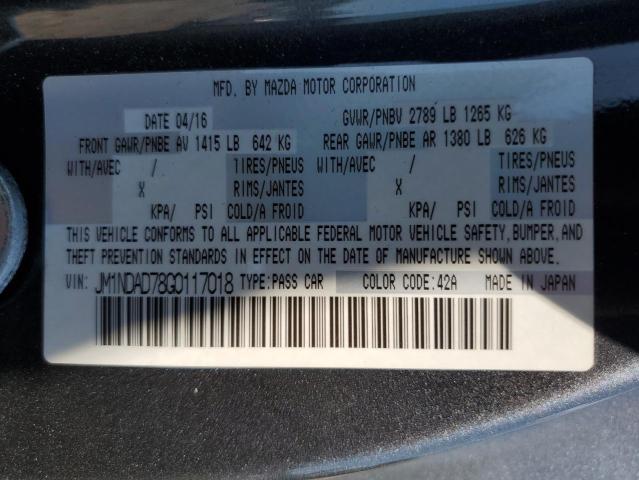 MFD. BY MAZDA MOTOR CORPORATION
DATE 04/16 GVWR/PNBV 2789 LB 1265 KG
FRONT GAWR/PNBE AV 1415 LB 642 KG REAR GAWR/PNBE AR 1380 LB 626 KG
WITH/AVEC / TIRES/PNEUS WITH/AVEC / TIRES/PNEUS
X RIMS/JANTES X RIMS/JANTES
KPA/ PSI COLD/A FROID KPA/ PSI COLD/A FROID
THIS VEHICLE CONFORMS TO ALL APPLICABLE FEDERAL MOTOR VEHICLE SAFETY,BUMPER,AND
THEFT PREVENTION STANDARDS IN EFFECT ON THE DATE OF MANUFACTURE SHOWN ABOVE.
VIN: JM1NDAD78G0117018 TYPE:PASS CAR COLOR CODE:42A MADE IN JAPAN